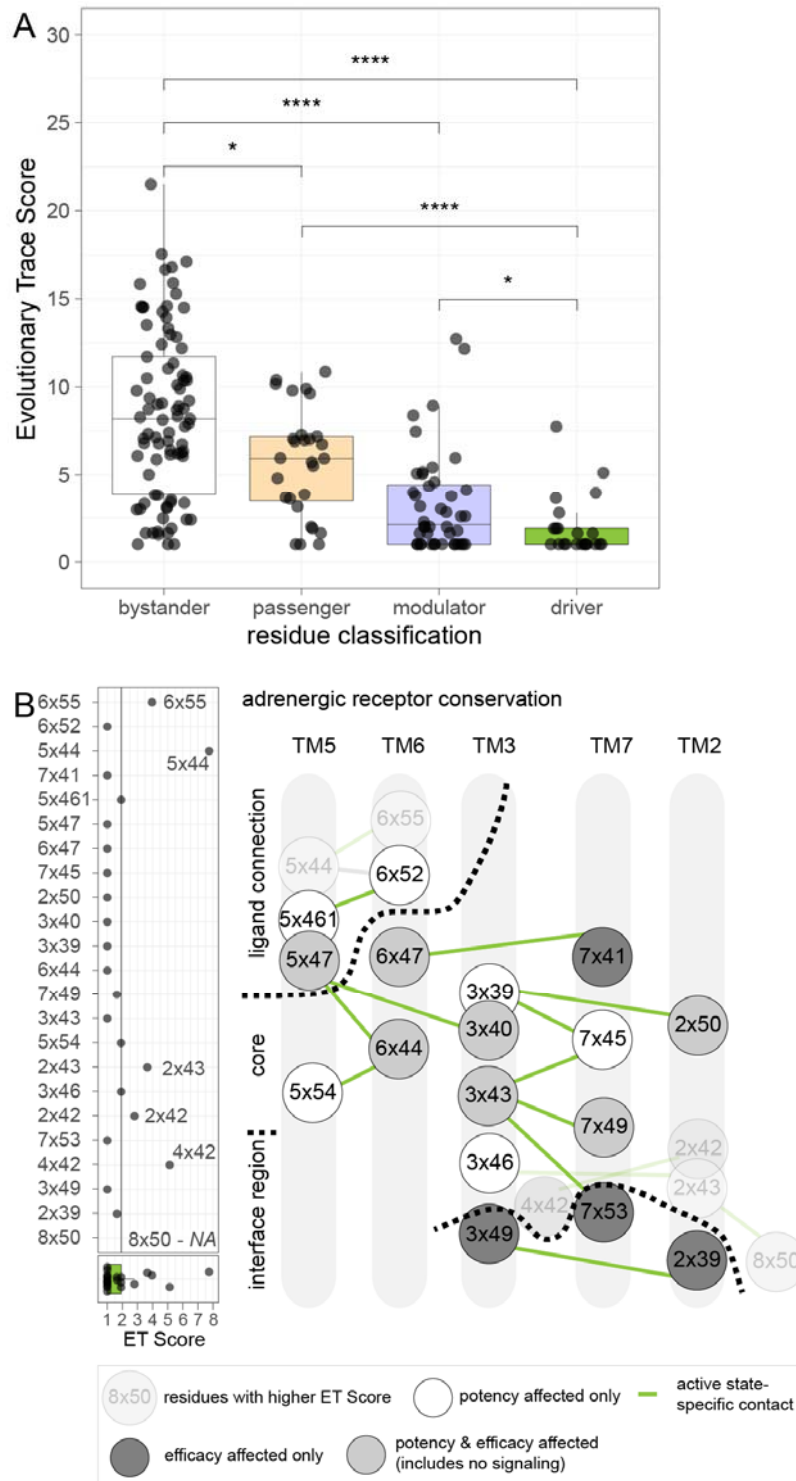 A
****
****
*
****
*
30
25
20
15
10
5
0
Evolutionary Trace Score
bystander passenger modulator driver
residue classification
B
adrenergic receptor conservation
6x55
6x52
5x44
7x41
5x461
5x47
6x47
7x45
2x50
3x40
3x39
6x44
7x49
3x43
5x54
2x43
3x46
2x42
7x53
4x42
3x49
2x39
8x50
6x55
5x44
2x43
2x42
4x42
8x50 - NA
1 2 3 4 5 6 7 8
ET Score
ligand connection
core
interface region
TM5 TM6 TM3 TM7 TM2
6x55
5x44
6x52
5x461
5x47
6x47
7x41
3x39
3x40
2x50
7x45
6x44
5x54
3x43
7x49
3x46
2x42
2x43
4x42
7x53
3x49
2x39
8x50
8x50 residues with higher ET Score
potency affected only
active state-
specific contact
efficacy affected only
potency & efficacy affected
(includes no signaling)